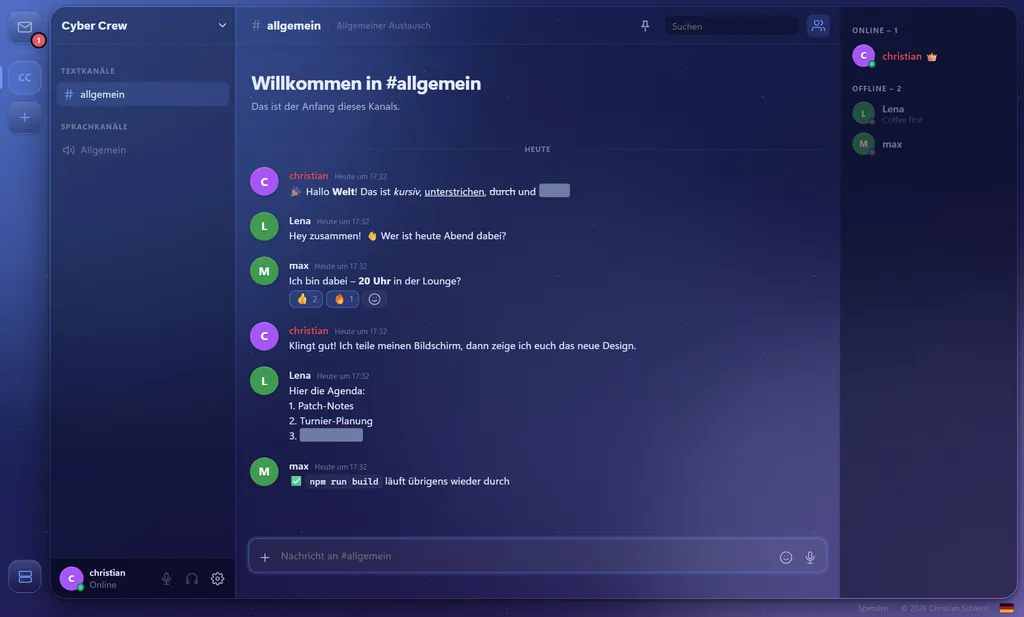 1
CC
Cyber Crew
TEXTKANÄLE
# allgemein
SPRACHKANÄLE
Allgemein
C
christian
Online
# allgemein
Allgemeiner Austausch
Suchen
Willkommen in #allgemein
Das ist der Anfang dieses Kanals.
HEUTE
C
christian Heute um 17:32
🎉 Hallo Welt! Das ist kursiv, unterstrichen, durch und
L
Lena Heute um 17:32
Hey zusammen! 👋 Wer ist heute Abend dabei?
M
max Heute um 17:32
Ich bin dabei – 20 Uhr in der Lounge?
👍 2 🔥 1
C
christian Heute um 17:32
Klingt gut! Ich teile meinen Bildschirm, dann zeige ich euch das neue Design.
L
Lena Heute um 17:32
Hier die Agenda:
1. Patch-Notes
2. Turnier-Planung
3.
M
max Heute um 17:32
✅ npm run build läuft übrigens wieder durch
Nachricht an #allgemein
ONLINE – 1
C
christian 👑
OFFLINE – 2
L
Lena
Coffee first
M
max
Spenden © 2026 Christian Schiessl